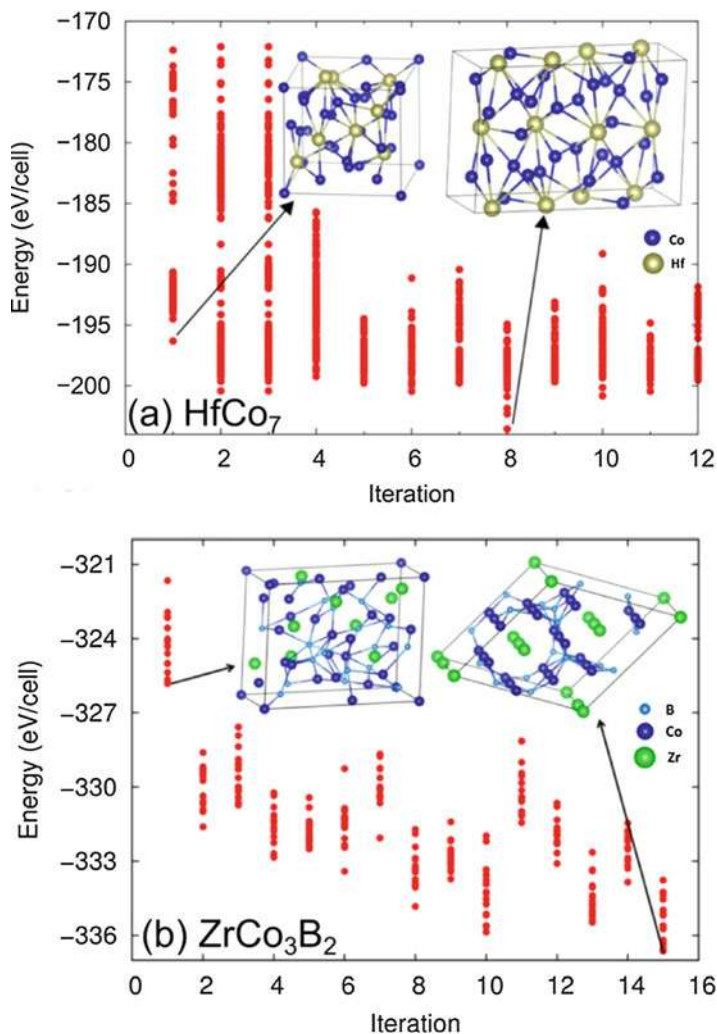 −170
−175
−180
−185
−190
−195
−200
Energy (eV/cell)
Co
Hf
(a) HfCo₇
0 2 4 6 8 10 12
Iteration
−321
−324
−327
−330
−333
−336
Energy (eV/cell)
B
Co
Zr
(b) ZrCo₃B₂
0 2 4 6 8 10 12 14 16
Iteration